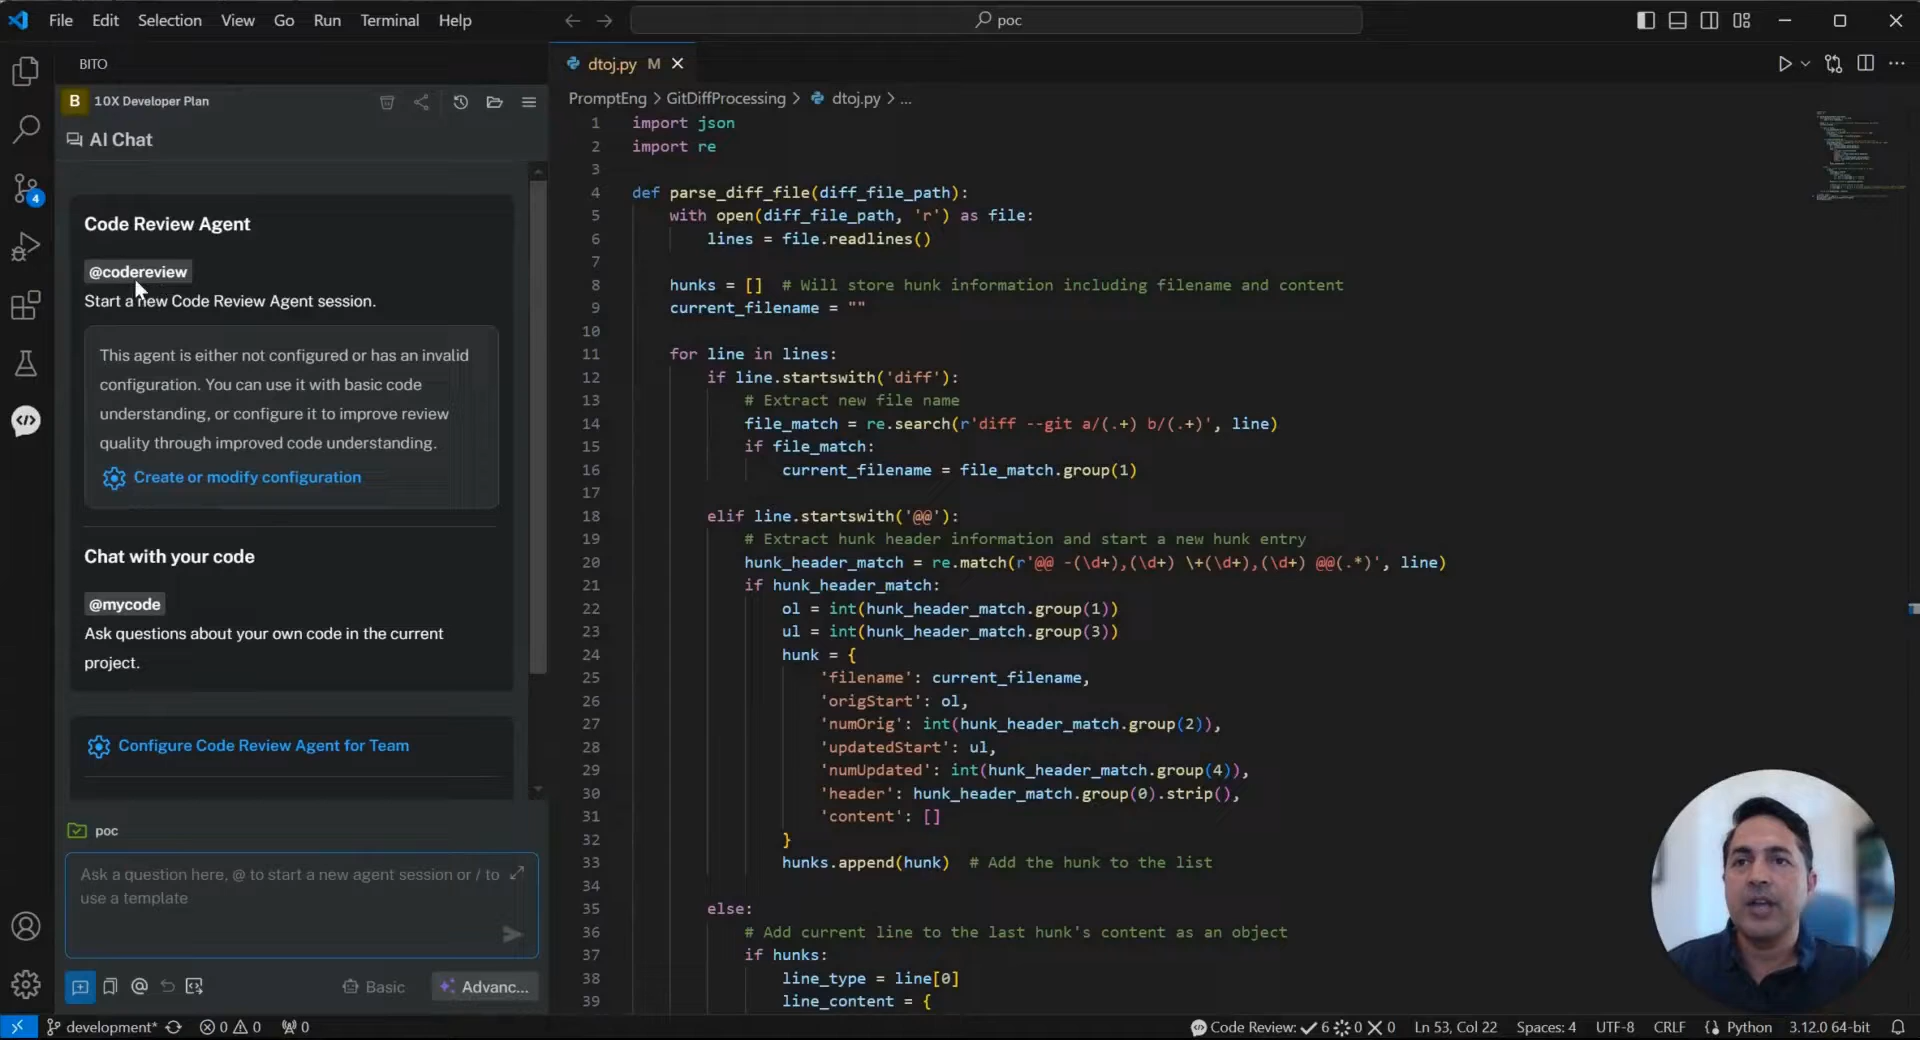 File Edit Selection View Go Run Terminal Help
poc
BITO
B 10X Developer Plan
AI Chat
Code Review Agent
@codereview
Start a new Code Review Agent session.
This agent is either not configured or has an invalid
configuration. You can use it with basic code
understanding, or configure it to improve review
quality through improved code understanding.
Create or modify configuration
Chat with your code
@mycode
Ask questions about your own code in the current
project.
Configure Code Review Agent for Team
poc
Ask a question here, @ to start a new agent session or / to
use a template
Basic Advanc...
4
dtoj.py M
PromptEng > GitDiffProcessing > dtoj.py > ...
1 import json
2 import re
3
4 def parse_diff_file(diff_file_path):
5 with open(diff_file_path, 'r') as file:
6 lines = file.readlines()
7
8 hunks = [] # Will store hunk information including filename and content
9 current_filename = ""
10
11 for line in lines:
12 if line.startswith('diff'):
13 # Extract new file name
14 file_match = re.search(r'diff --git a/(.+) b/(.+)', line)
15 if file_match:
16 current_filename = file_match.group(1)
17
18 elif line.startswith('@@'):
19 # Extract hunk header information and start a new hunk entry
20 hunk_header_match = re.match(r'@@ -(\d+),(\d+) \+(\d+),(\d+) @@(.*)', line)
21 if hunk_header_match:
22 ol = int(hunk_header_match.group(1))
23 ul = int(hunk_header_match.group(3))
24 hunk = {
25 'filename': current_filename,
26 'origStart': ol,
27 'numOrig': int(hunk_header_match.group(2)),
28 'updatedStart': ul,
29 'numUpdated': int(hunk_header_match.group(4)),
30 'header': hunk_header_match.group(0).strip(),
31 'content': []
32 }
33 hunks.append(hunk) # Add the hunk to the list
34
35 else:
36 # Add current line to the last hunk's content as an object
37 if hunks:
38 line_type = line[0]
39 line_content = {
development* 0 0 0 Code Review: 6 0 0 Ln 53, Col 22 Spaces: 4 UTF-8 CRLF Python 3.12.0 64-bit